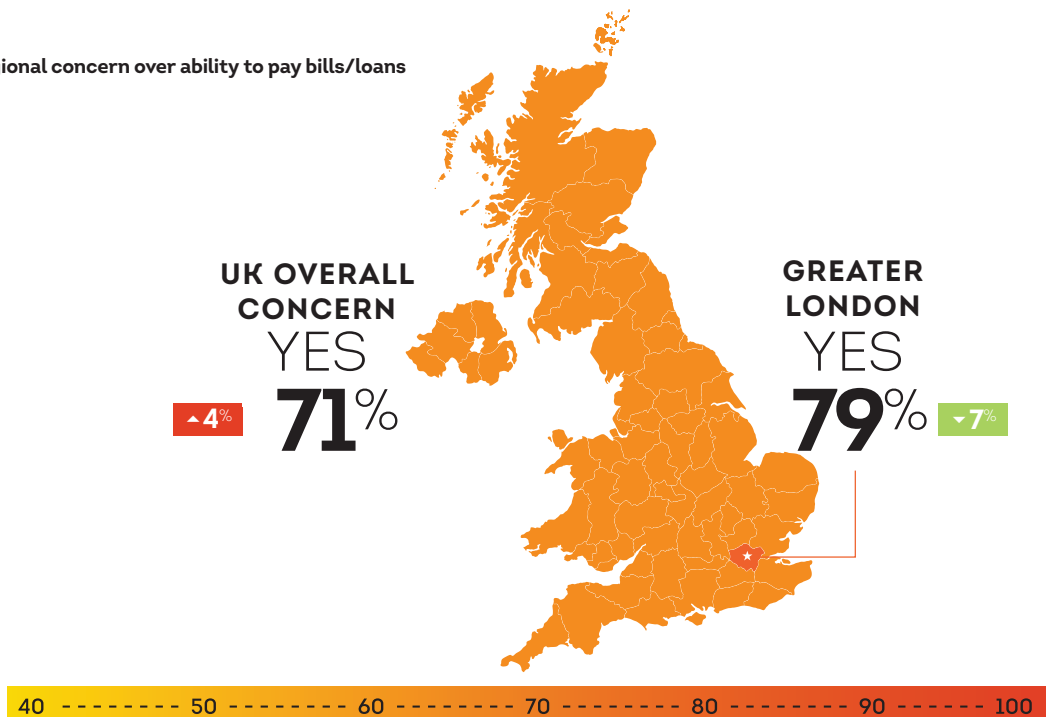 ional concern over ability to pay bills/loans
UK OVERALL
CONCERN
YES
71%
4%
GREATER
LONDON
YES
79%
7%
40 50 60 70 80 90 100